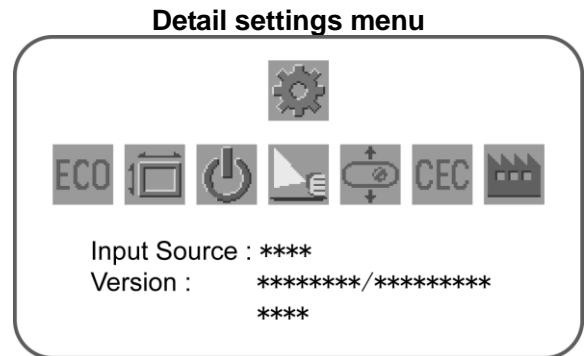 Detail settings menu
ECO CEC
Input Source : ****
Version : ********/*********
****